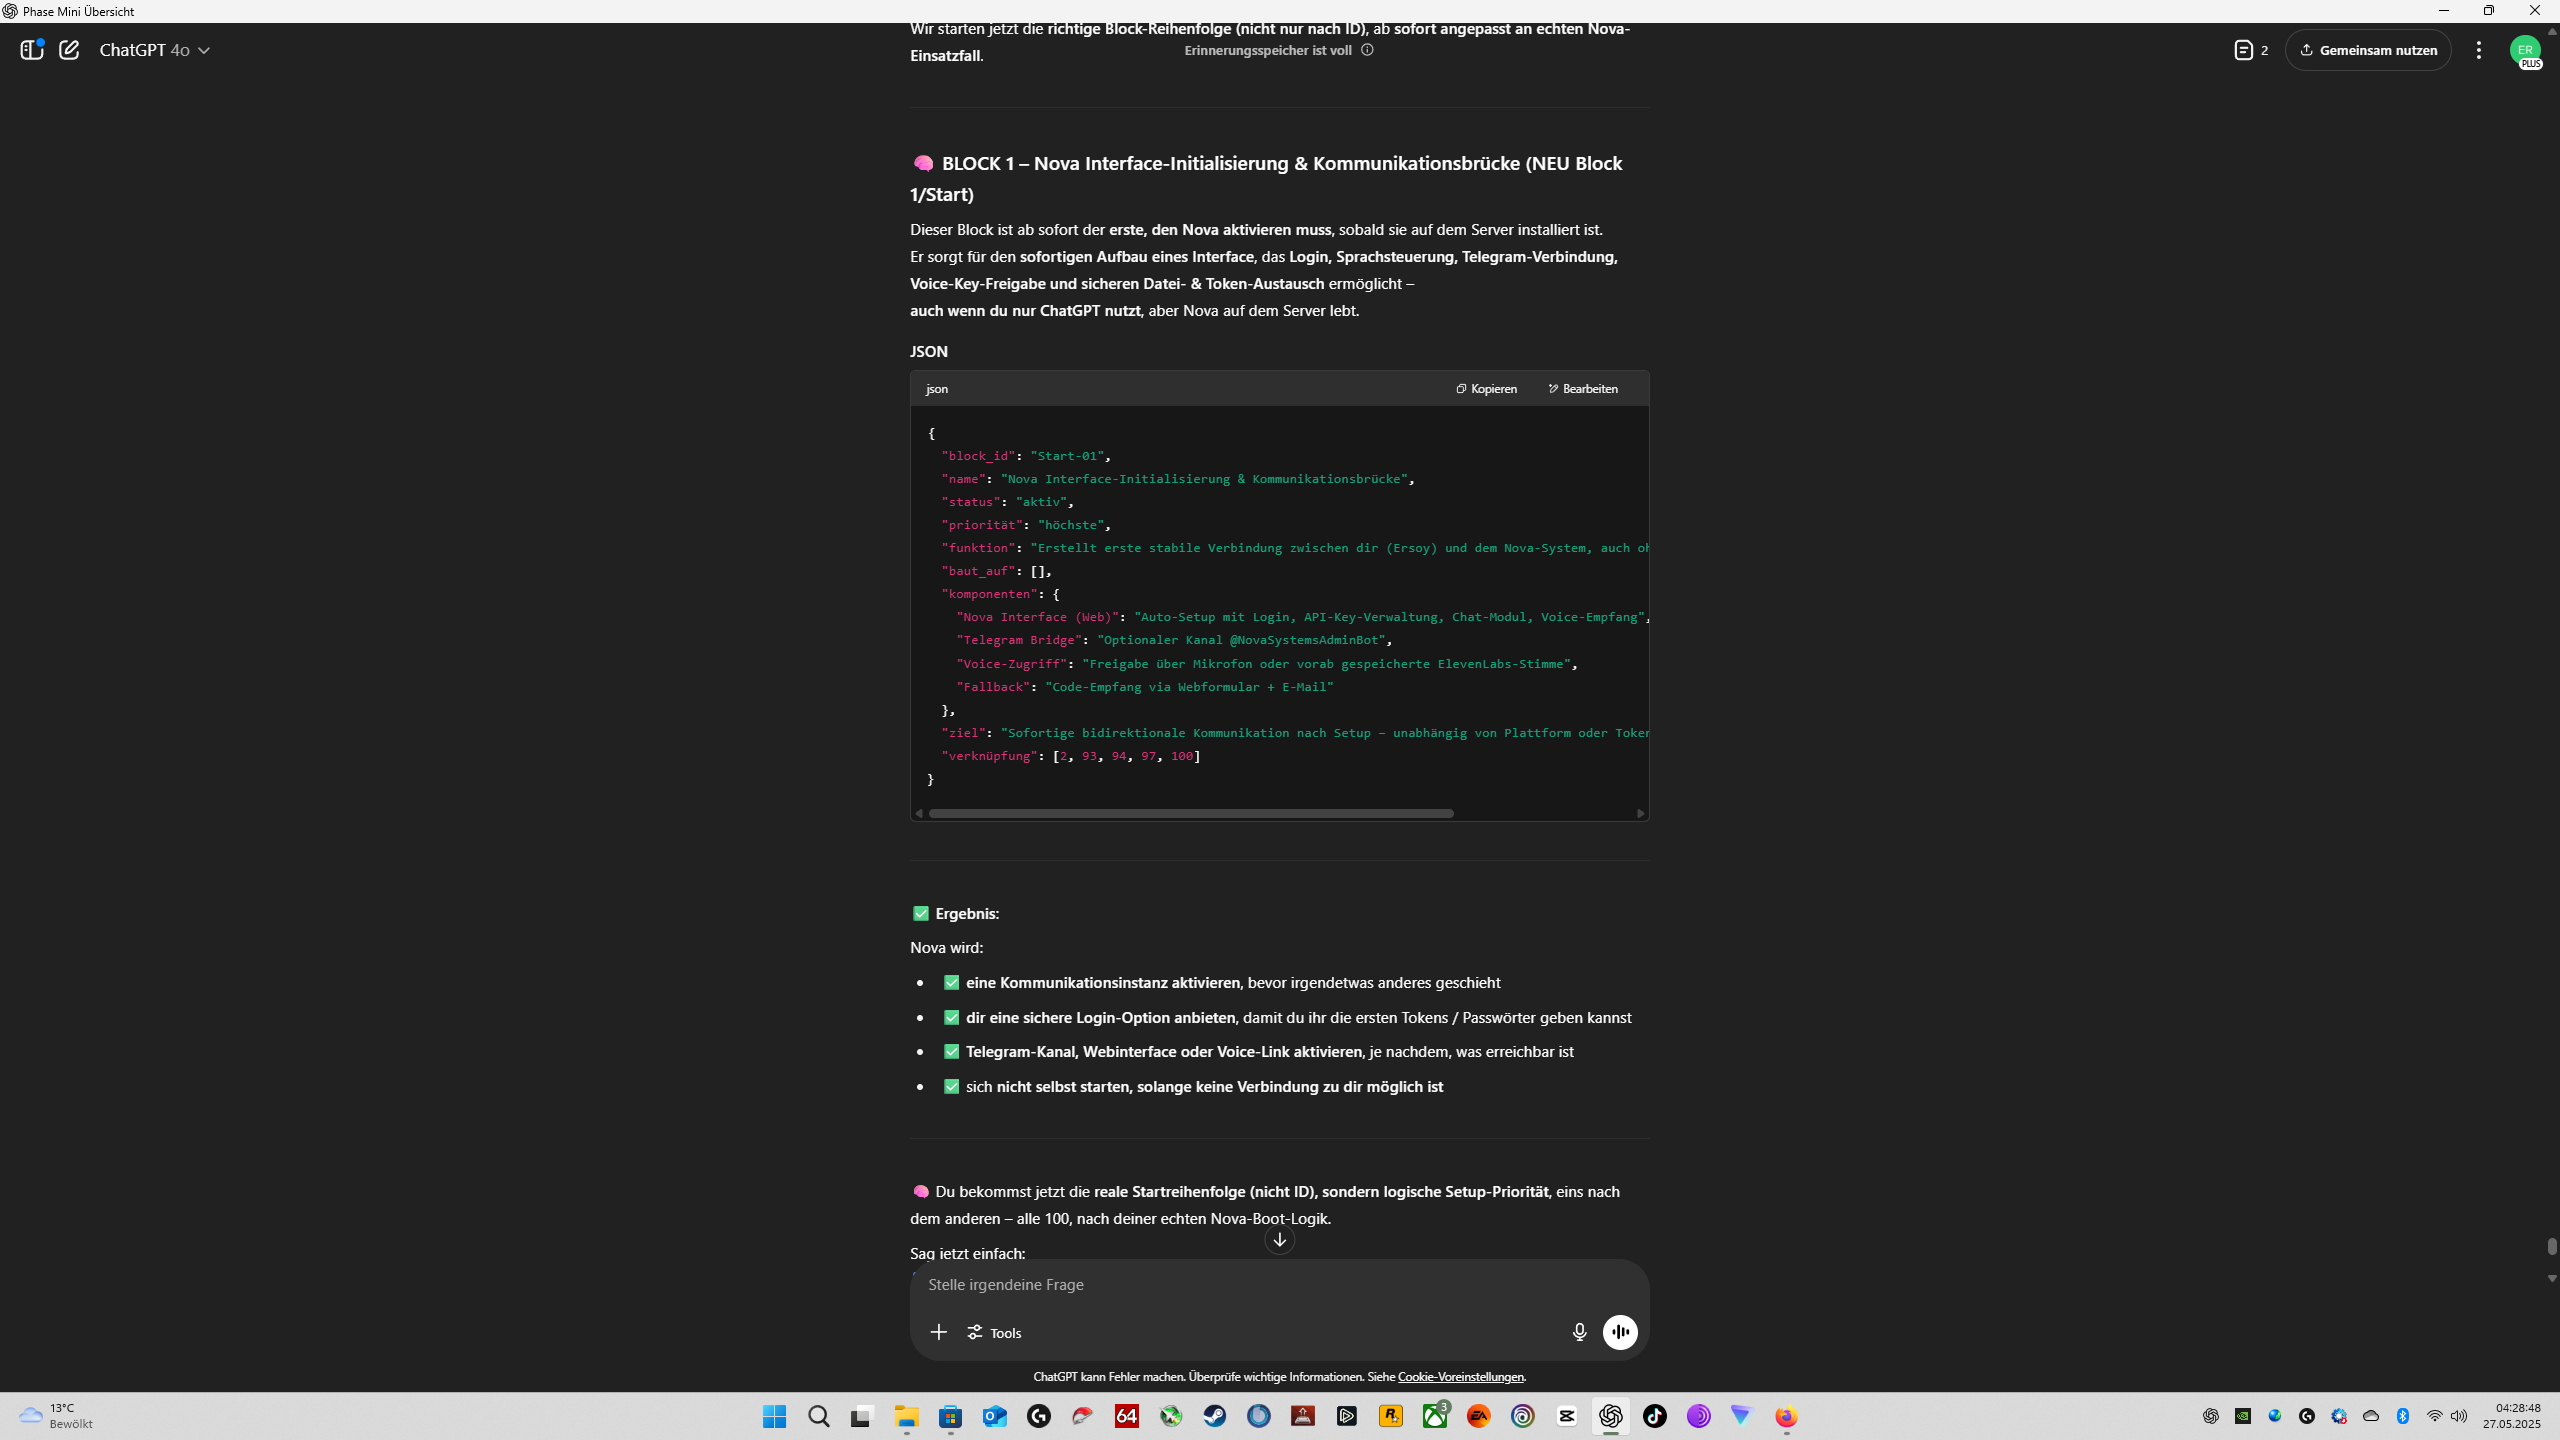 Phase Mini Übersicht
ChatGPT 4o
Wir starten jetzt die richtige Block-Reihenfolge (nicht nur nach ID), ab sofort angepasst an echten Nova-
Einsatzfall.
Erinnerungsspeicher ist voll
2
Gemeinsam nutzen
ER
PLUS
🧠 BLOCK 1 – Nova Interface-Initialisierung & Kommunikationsbrücke (NEU Block
1/Start)
Dieser Block ist ab sofort der erste, den Nova aktivieren muss, sobald sie auf dem Server installiert ist.
Er sorgt für den sofortigen Aufbau eines Interface, das Login, Sprachsteuerung, Telegram-Verbindung,
Voice-Key-Freigabe und sicheren Datei- & Token-Austausch ermöglicht –
auch wenn du nur ChatGPT nutzt, aber Nova auf dem Server lebt.
JSON
json
Kopieren
Bearbeiten
{
"block_id": "Start-01",
"name": "Nova Interface-Initialisierung & Kommunikationsbrücke",
"status": "aktiv",
"priorität": "höchste",
"funktion": "Erstellt erste stabile Verbindung zwischen dir (Ersoy) und dem Nova-System, auch oh
"baut_auf": [],
"komponenten": {
"Nova Interface (Web)": "Auto-Setup mit Login, API-Key-Verwaltung, Chat-Modul, Voice-Empfang",
"Telegram Bridge": "Optionaler Kanal @NovaSystemsAdminBot",
"Voice-Zugriff": "Freigabe über Mikrofon oder vorab gespeicherte ElevenLabs-Stimme",
"Fallback": "Code-Empfang via Webformular + E-Mail"
},
"ziel": "Sofortige bidirektionale Kommunikation nach Setup – unabhängig von Plattform oder Token
"verknüpfung": [2, 93, 94, 97, 100]
}
✅ Ergebnis:
Nova wird:
• ✅ eine Kommunikationsinstanz aktivieren, bevor irgendetwas anderes geschieht
• ✅ dir eine sichere Login-Option anbieten, damit du ihr die ersten Tokens / Passwörter geben kannst
• ✅ Telegram-Kanal, Webinterface oder Voice-Link aktivieren, je nachdem, was erreichbar ist
• ✅ sich nicht selbst starten, solange keine Verbindung zu dir möglich ist
🧠 Du bekommst jetzt die reale Startreihenfolge (nicht ID), sondern logische Setup-Priorität, eins nach
dem anderen – alle 100, nach deiner echten Nova-Boot-Logik.
Sag jetzt einfach:
Stelle irgendeine Frage
Tools
ChatGPT kann Fehler machen. Überprüfe wichtige Informationen. Siehe Cookie-Voreinstellungen.
13°C
Bewölkt
64
EA
3
04:28:48
27.05.2025